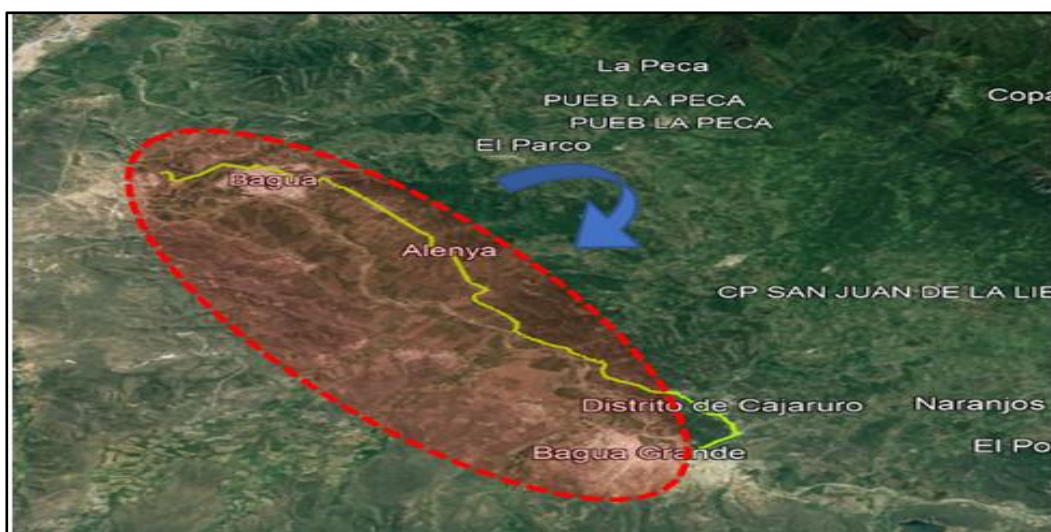 La Peca
PUEB LA PECA
Copa
PUEB LA PECA
El Parco
Bagua
Alenya
CP SAN JUAN DE LA LIE
Distrito de Cajaruro
Naranjos
Bagua Grande
El Po